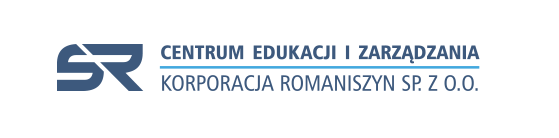 SR CENTRUM EDUKACJI I ZARZĄDZANIA
KORPORACJA ROMANISZYN SP. Z O.O.